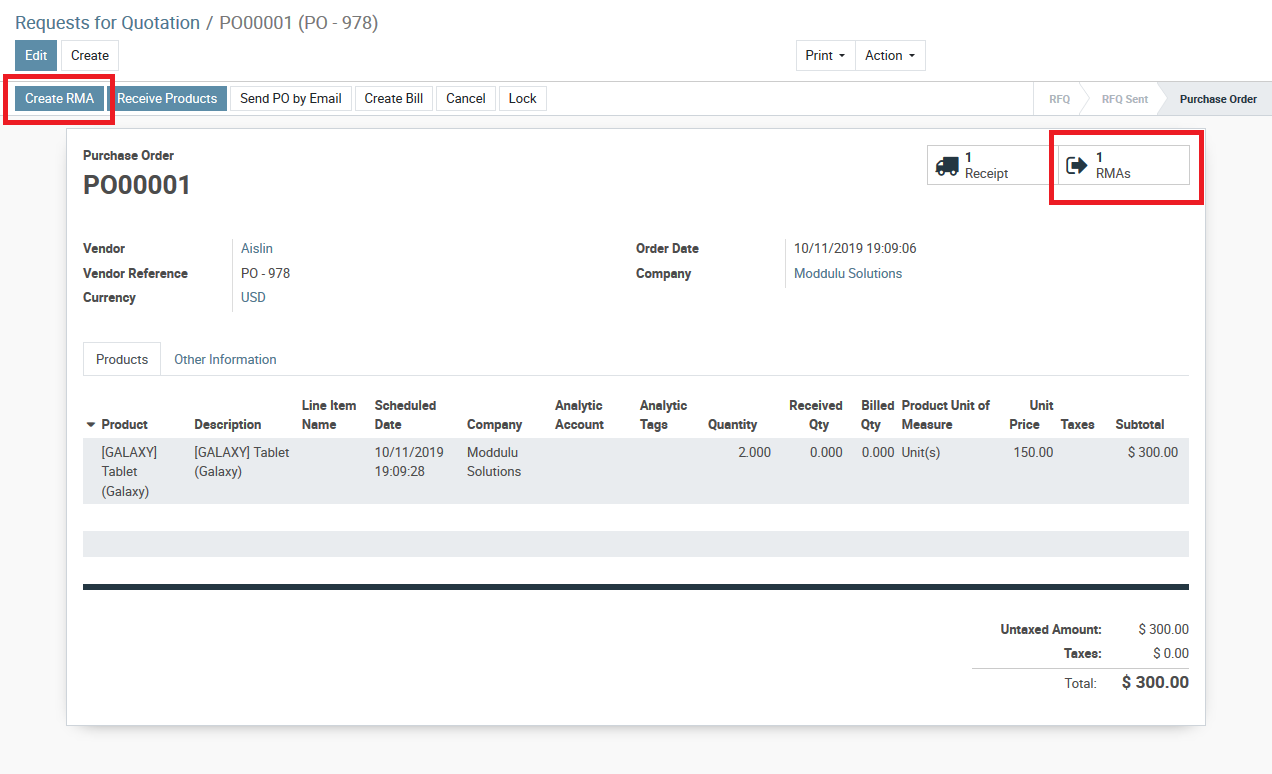 Requests for Quotation / PO00001 (PO - 978)
Edit Create Print Action
Create RMA Receive Products Send PO by Email Create Bill Cancel Lock RFQ RFQ Sent Purchase Order
Purchase Order
PO00001
1 Receipt
1 RMAs
Vendor Aislin Order Date 10/11/2019 19:09:06
Vendor Reference PO - 978 Company Moddulu Solutions
Currency USD
Products Other Information
Line Item Scheduled Analytic Analytic Received Billed Product Unit of Unit
Product Description Name Date Company Account Tags Quantity Qty Qty Measure Price Taxes Subtotal
[GALAXY] [GALAXY] Tablet 10/11/2019 Moddulu 2.000 0.000 0.000 Unit(s) 150.00 $ 300.00
Tablet (Galaxy) 19:09:28 Solutions
(Galaxy)
Untaxed Amount: $ 300.00
Taxes: $ 0.00
Total: $ 300.00